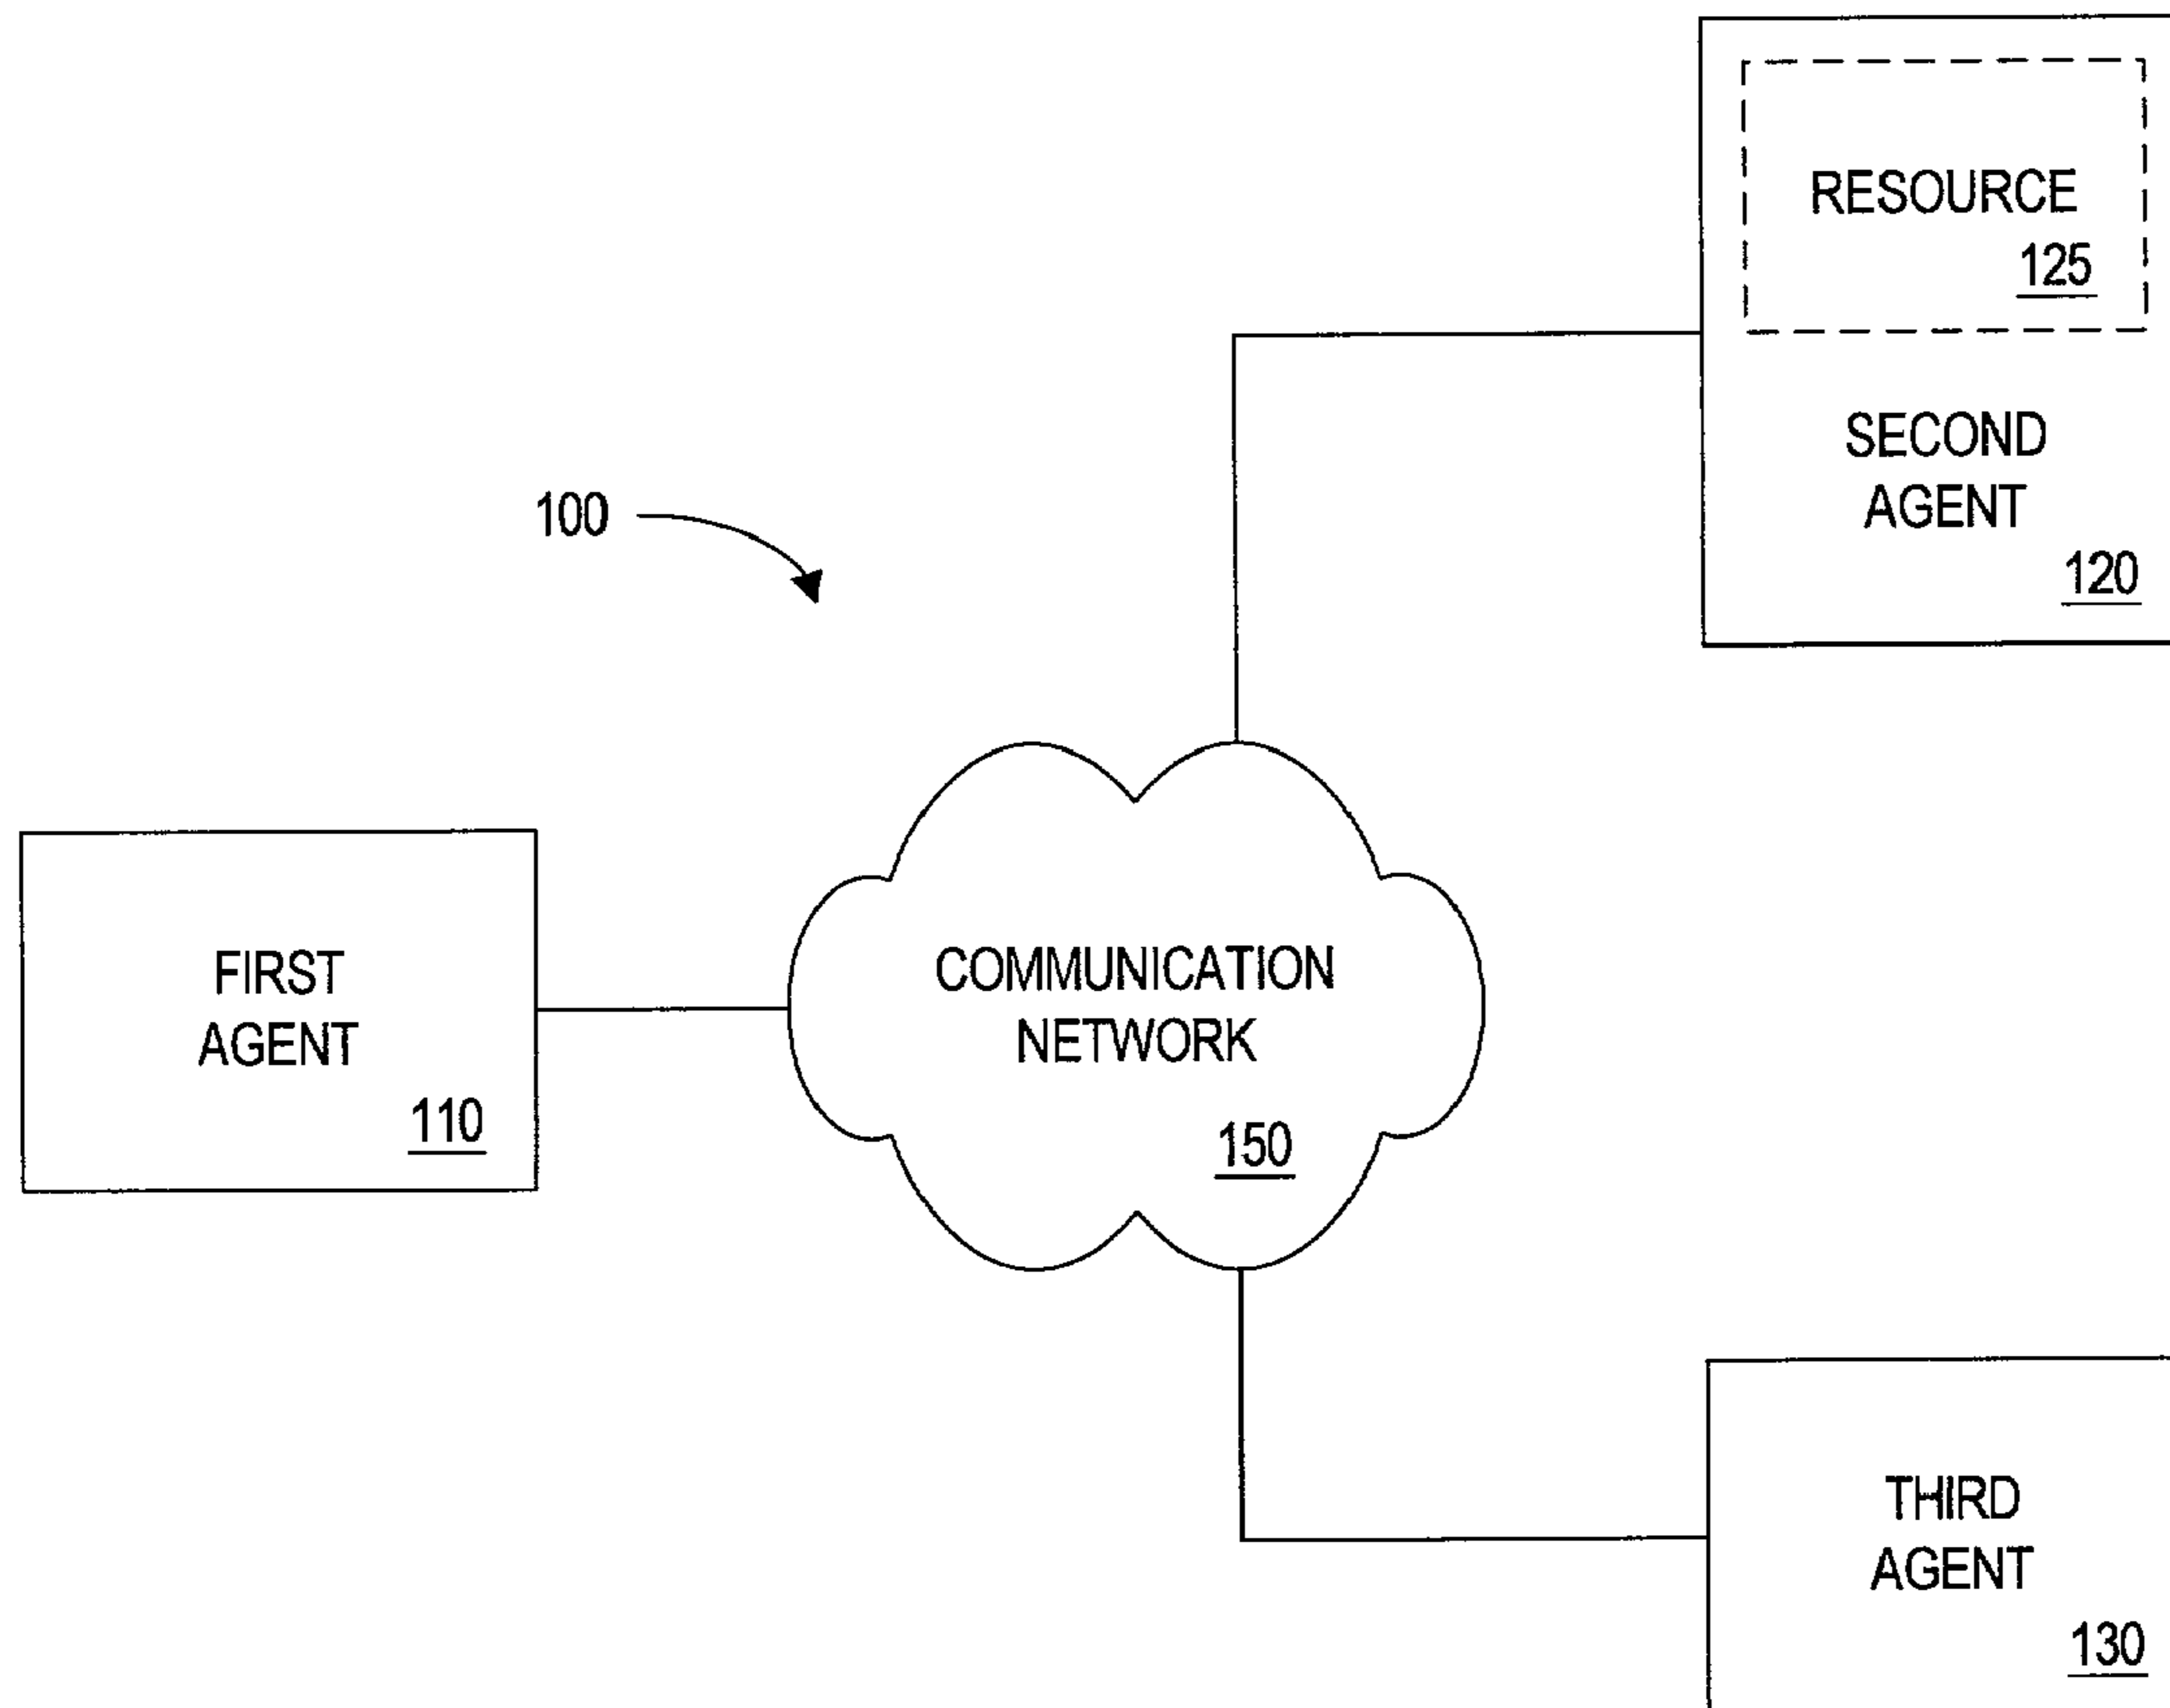 RESOURCE
125
SECOND
AGENT
120
100
FIRST
AGENT
110
COMMUNICATION
NETWORK
150
THIRD
AGENT
130